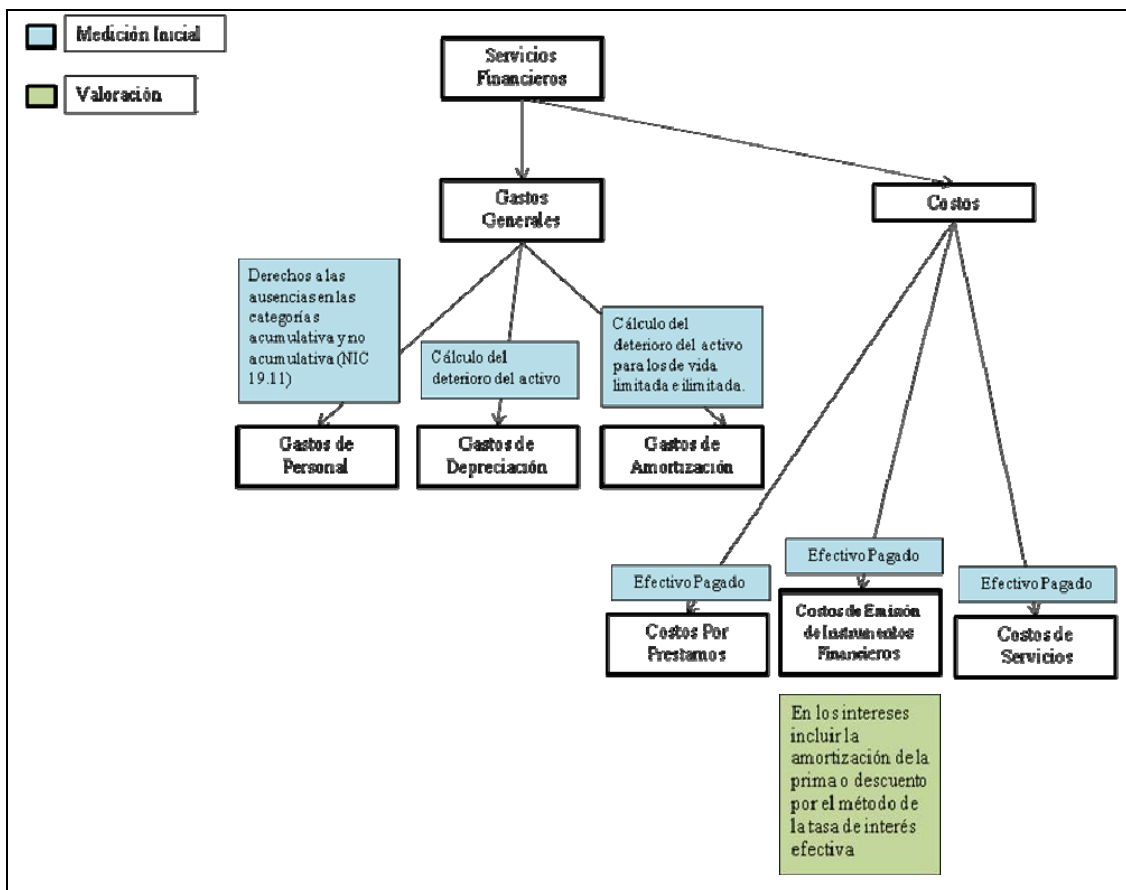 Medición Inicial
Valoración
Servicios
Financieros
Gastos
Generales
Costos
Derechos a las
ausencias en las
categorías
acumulativa y no
acumulativa (NIC
19.11)
Cálculo del
deterioro del activo
Cálculo del
deterioro del activo
para los de vida
limitada e ilimitada.
Gastos de
Personal
Gastos de
Depreciación
Gastos de
Amortización
Efectivo Pagado
Efectivo Pagado
Efectivo Pagado
Costos Por
Prestamos
Costos de Emisión
de Instrumentos
Financieros
Costos de
Servicios
En los intereses
incluir la
amortización de la
prima o descuento
por el método de
la tasa de interés
efectiva